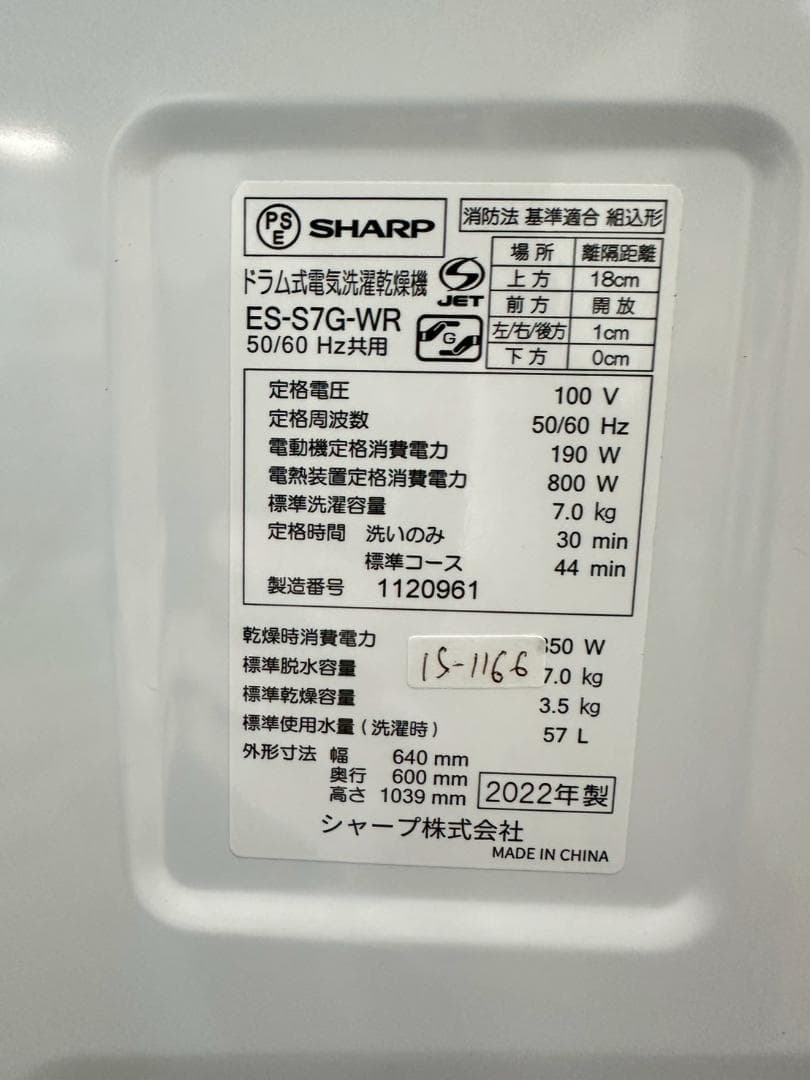 PSE SHARP
消防法 基準適合 組込形
場所 離隔距離
上方 18cm
前方 開放
左/右/後方 1cm
下方 0cm
ドラム式電気洗濯乾燥機
S JET
ES-S7G-WR
G
50/60 Hz共用
定格電圧 100 V
定格周波数 50/60 Hz
電動機定格消費電力 190 W
電熱装置定格消費電力 800 W
標準洗濯容量 7.0 kg
定格時間 洗いのみ 30 min
標準コース 44 min
製造番号 1120961
乾燥時消費電力 50 W
標準脱水容量 7.0 kg
15-1166
標準乾燥容量 3.5 kg
標準使用水量(洗濯時) 57 L
外形寸法 幅 640 mm
奥行 600 mm
高さ 1039 mm
2022年製
シャープ株式会社
MADE IN CHINA